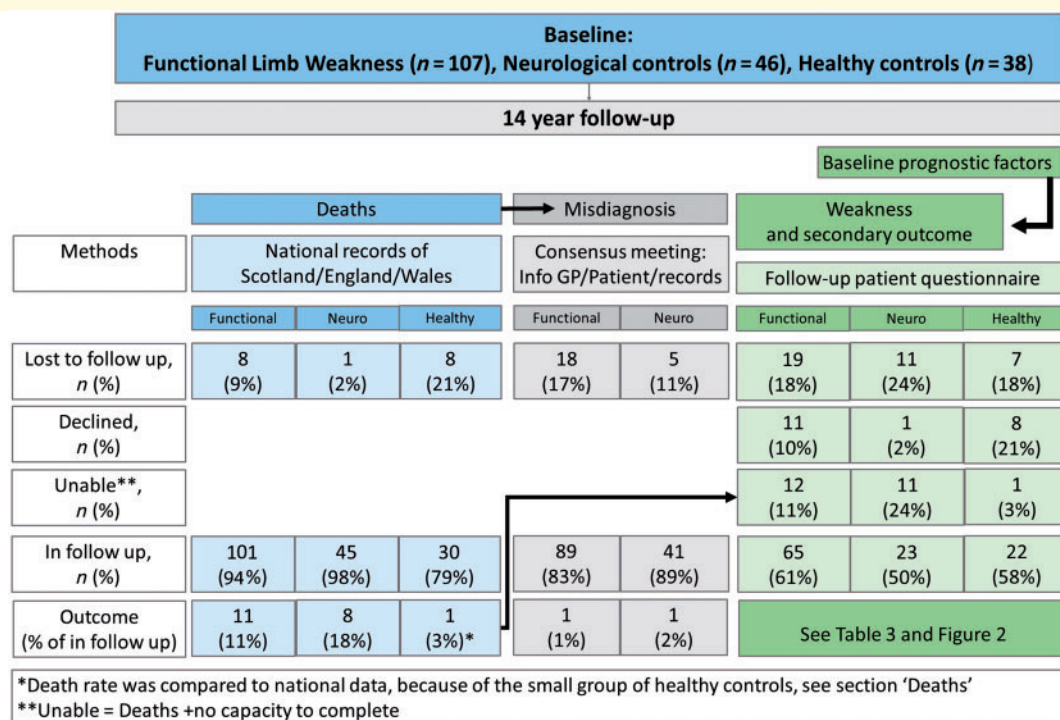 Baseline:
Functional Limb Weakness (n = 107), Neurological controls (n = 46), Healthy controls (n = 38)
14 year follow-up
Baseline prognostic factors
Deaths
Misdiagnosis
Weakness
and secondary outcome
Methods
National records of
Scotland/England/Wales
Consensus meeting:
Info GP/Patient/records
Follow-up patient questionnaire
Functional Neuro Healthy Functional Neuro Functional Neuro Healthy
Lost to follow up,
n (%)
8 1 8 18 5 19 11 7
(9%) (2%) (21%) (17%) (11%) (18%) (24%) (18%)
Declined,
n (%)
11 1 8
(10%) (2%) (21%)
Unable**,
n (%)
12 11 1
(11%) (24%) (3%)
In follow up,
n (%)
101 45 30 89 41 65 23 22
(94%) (98%) (79%) (83%) (89%) (61%) (50%) (58%)
Outcome
(% of in follow up)
11 8 1 1 1
(11%) (18%) (3%)* (1%) (2%)
See Table 3 and Figure 2
*Death rate was compared to national data, because of the small group of healthy controls, see section ‘Deaths’
**Unable = Deaths +no capacity to complete